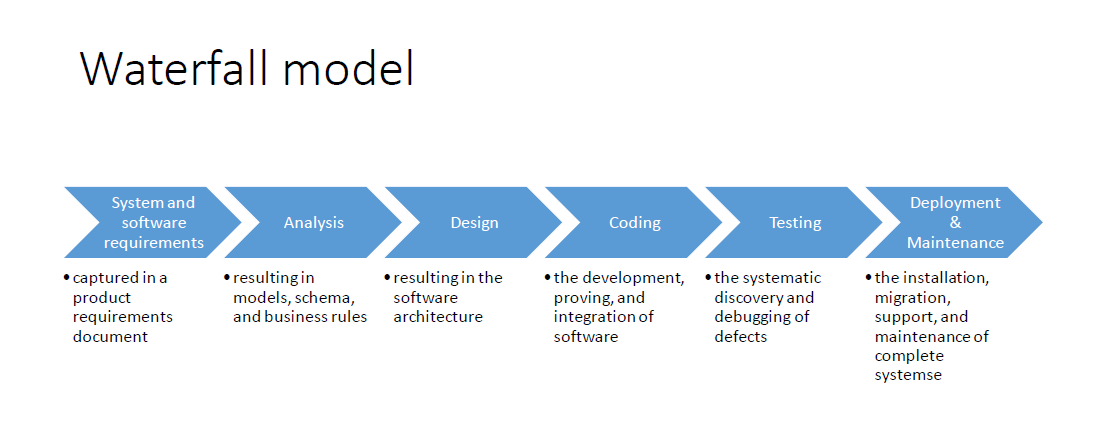 Waterfall model
System and
software
requirements
Analysis
Design
Coding
Testing
Deployment
&
Maintenance
• captured in a
product
requirements
document
• resulting in
models, schema,
and business rules
• resulting in the
software
architecture
• the development,
proving, and
integration of
software
• the systematic
discovery and
debugging of
defects
• the installation,
migration,
support, and
maintenance of
complete
systemse